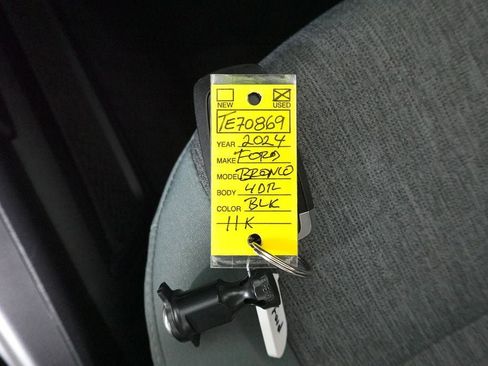 NEW USED
TE70869
YEAR 2024
MAKE FORD
MODEL BRONCO
BODY 4DR
COLOR BLK
11K